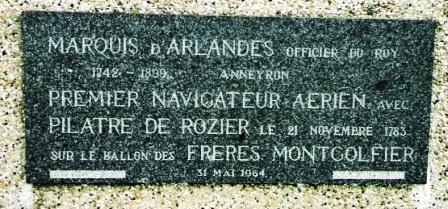 MARQUIS D'ARLANDES OFFICIER DU ROY
1742 - 1809 ANNEYRON
PREMIER NAVIGATEUR AERIEN AVEC
PILATRE DE ROZIER LE 21 NOVEMBRE 1783
SUR LE BALLON DES FRERES MONTGOLFIER
31 MAI 1964